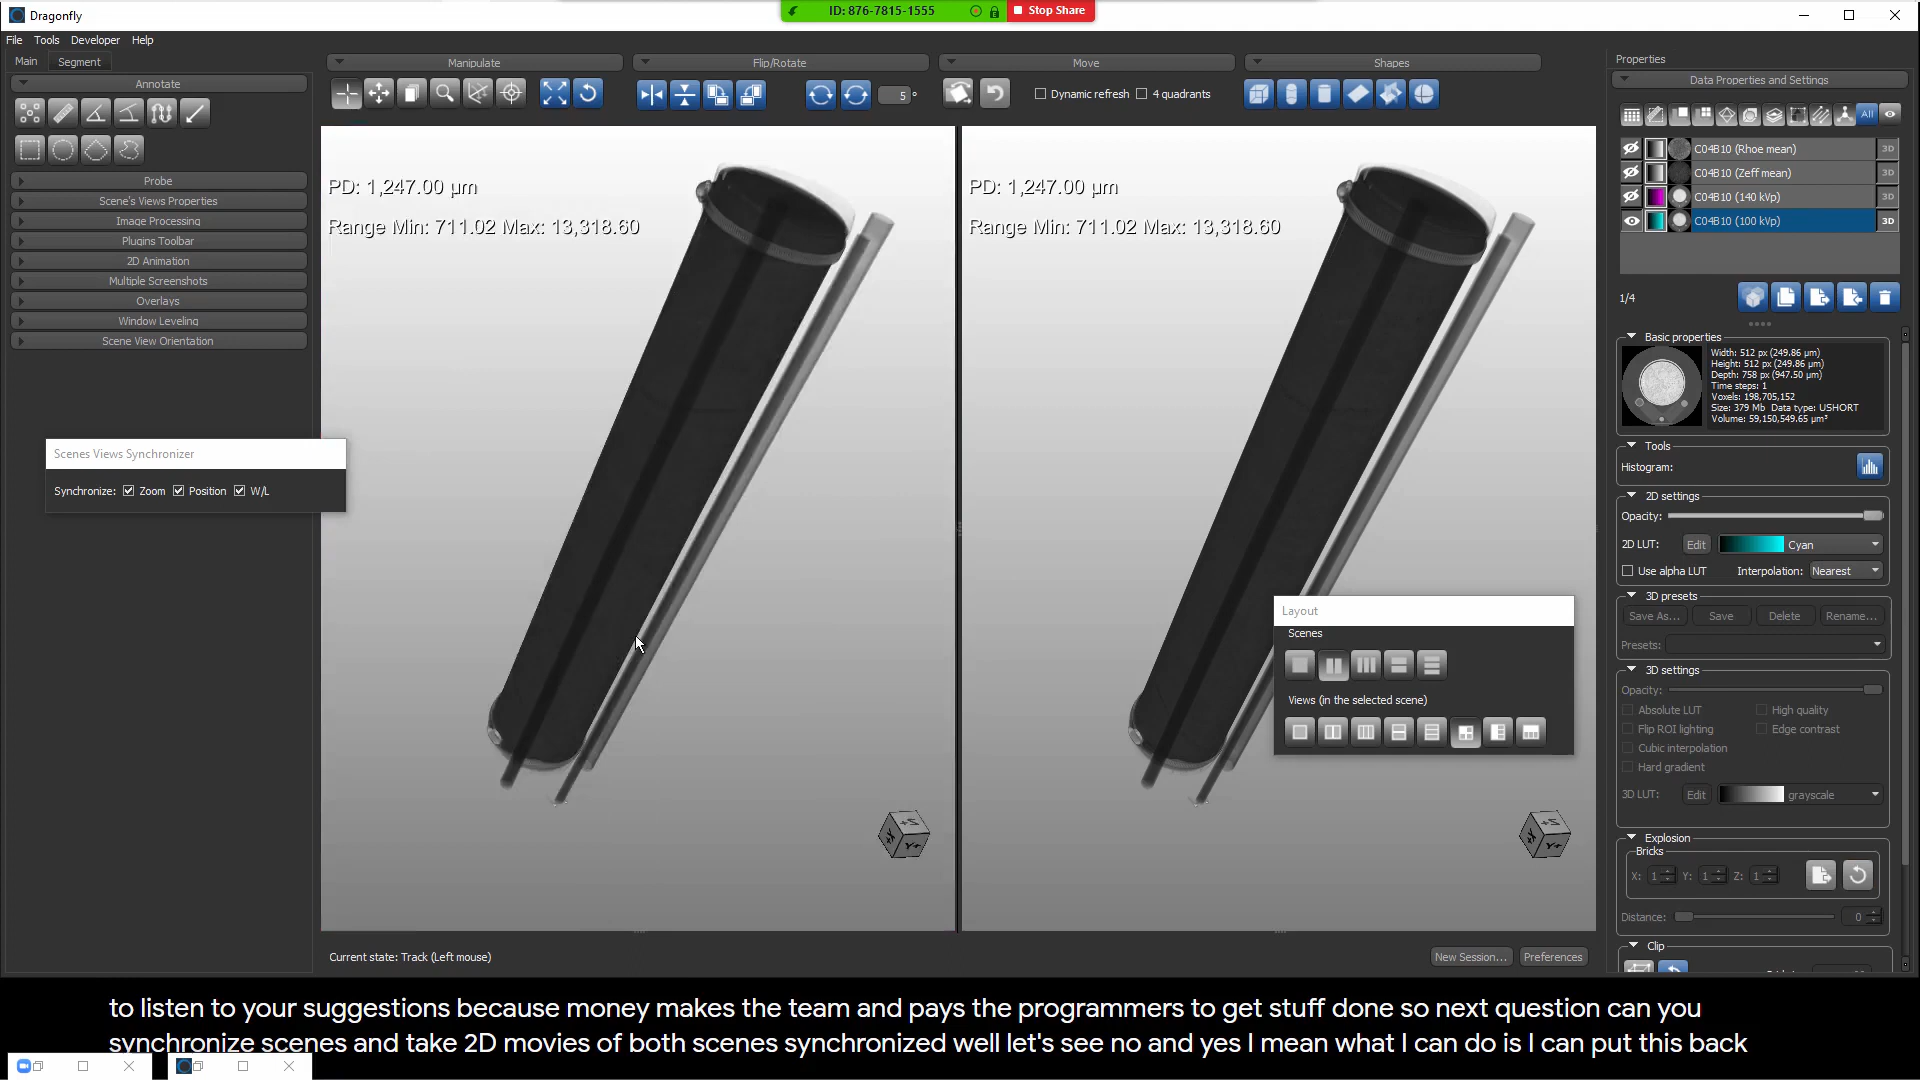 Dragonfly
ID: 876-7815-1555
Stop Share
File Tools Developer Help
Main Segment
Annotate
Manipulate
Flip/Rotate
Move
Shapes
5 °
Dynamic refresh
4 quadrants
Probe
Scene's Views Properties
Image Processing
Plugins Toolbar
2D Animation
Multiple Screenshots
Overlays
Window Leveling
Scene View Orientation
Scenes Views Synchronizer
Synchronize: Zoom Position W/L
PD: 1,247.00 µm
Range Min: 711.02 Max: 13,318.60
PD: 1,247.00 µm
Range Min: 711.02 Max: 13,318.60
Layout
Scenes
Views (in the selected scene)
Current state: Track (Left mouse)
New Session...
Preferences
Properties
Data Properties and Settings
All
C04B10 (Rhoe mean) 3D
C04B10 (Zeff mean) 3D
C04B10 (140 kVp) 3D
C04B10 (100 kVp) 3D
1/4
Basic properties
Width: 512 px (249.86 µm)
Height: 512 px (249.86 µm)
Depth: 758 px (947.50 µm)
Time steps: 1
Voxels: 198,705,152
Size: 379 Mb Data type: USHORT
Volume: 59,150,549.65 µm³
Tools
Histogram:
2D settings
Opacity:
2D LUT: Edit Cyan
Use alpha LUT Interpolation: Nearest
3D presets
Save As... Save Delete Rename...
Presets:
3D settings
Opacity:
Absolute LUT High quality
Flip ROI lighting Edge contrast
Cubic interpolation
Hard gradient
3D LUT: Edit grayscale
Explosion
Bricks
X: 1 Y: 1 Z: 1
Distance: 0
Clip
to listen to your suggestions because money makes the team and pays the programmers to get stuff done so next question can you
synchronize scenes and take 2D movies of both scenes synchronized well let's see no and yes I mean what I can do is I can put this back